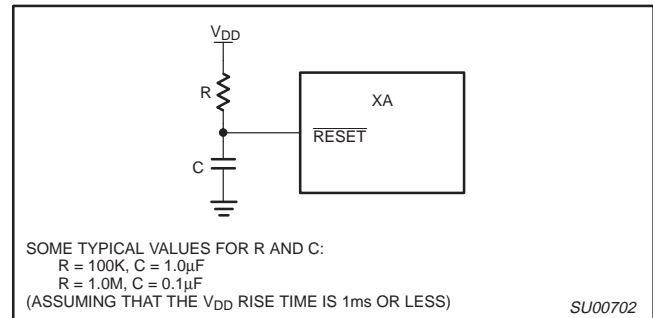 VDD
R
XA
RESET
C
SOME TYPICAL VALUES FOR R AND C:
R = 100K, C = 1.0μF
R = 1.0M, C = 0.1μF
(ASSUMING THAT THE VDD RISE TIME IS 1ms OR LESS)
SU00702